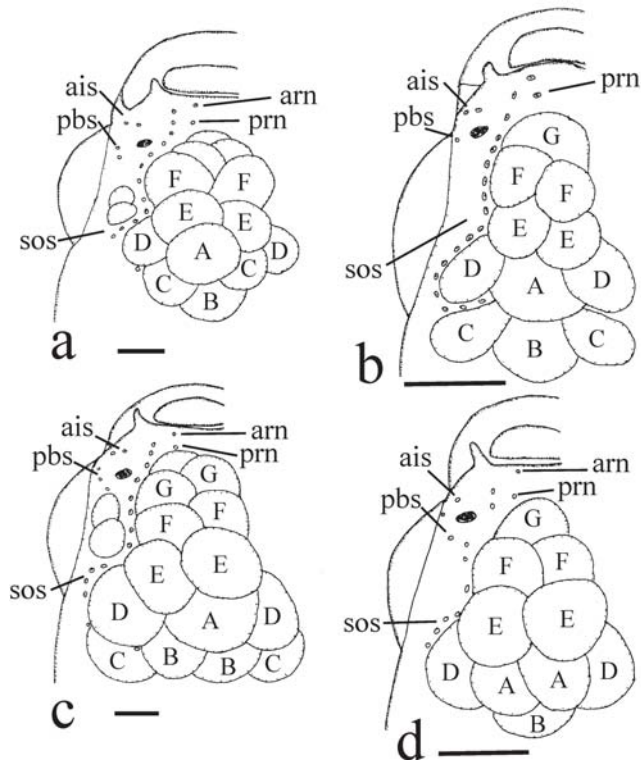 ais
arn
pbs
prn
F F
E E
sos
D A D
C C
B
a
ais
prn
pbs
G
F F
E E
sos
D A D
C B C
b
ais
arn
pbs
prn
G G
F F
E E
sos
D A D
C B B C
c
arn
ais
prn
pbs
G
F F
sos
E E
D A A D
B
d